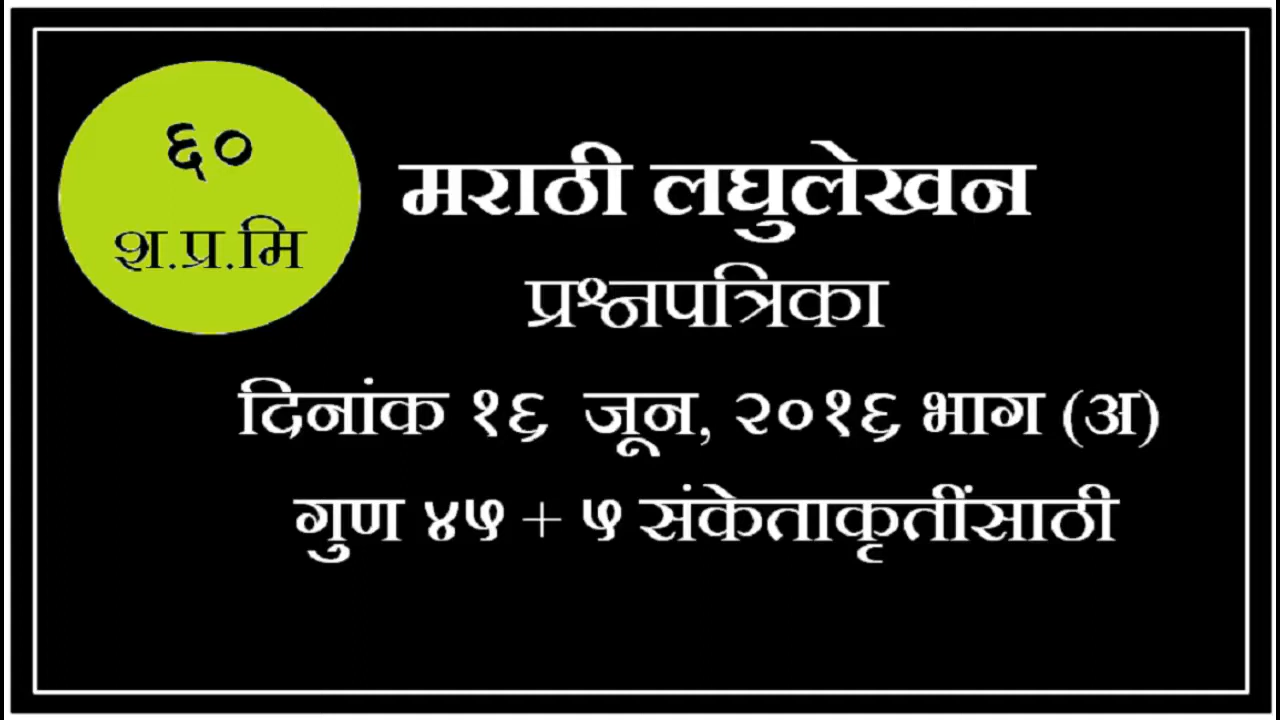 ६०
श.प्र.मि
मराठी लघुलेखन
प्रश्नपत्रिका
दिनांक १६ जून, २०१६ भाग (अ)
गुण ४५ + ५ संकेताकृतींसाठी